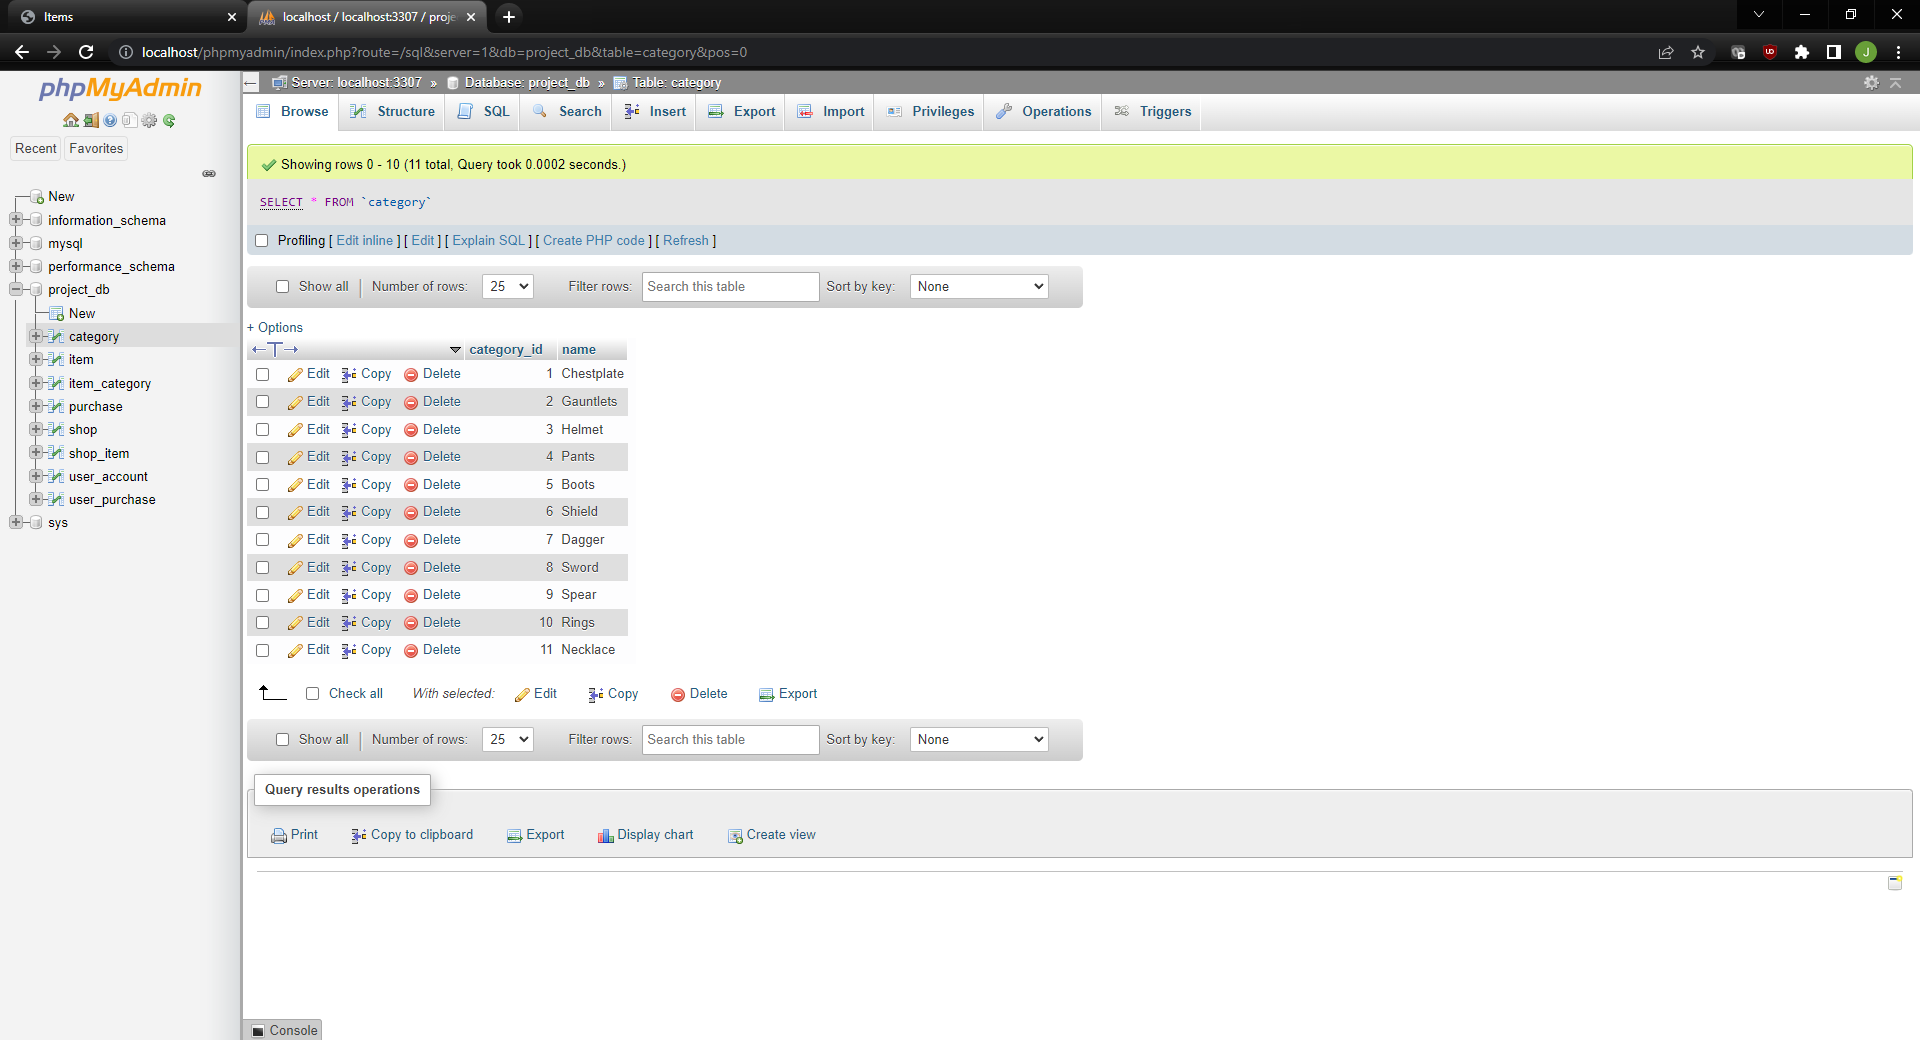 Items
localhost / localhost:3307 / proje
localhost/phpmyadmin/index.php?route=/sql&server=1&db=project_db&table=category&pos=0
J
phpMyAdmin
Recent Favorites
New
information_schema
mysql
performance_schema
project_db
New
category
item
item_category
purchase
shop
shop_item
user_account
user_purchase
sys
Server: localhost:3307 » Database: project_db » Table: category
Browse Structure SQL Search Insert Export Import Privileges Operations Triggers
Showing rows 0 - 10 (11 total, Query took 0.0002 seconds.)
SELECT * FROM `category`
Profiling [ Edit inline ] [ Edit ] [ Explain SQL ] [ Create PHP code ] [ Refresh ]
Show all | Number of rows: 25 Filter rows: Search this table Sort by key: None
+ Options
←T→ category_id name
Edit Copy Delete 1 Chestplate
Edit Copy Delete 2 Gauntlets
Edit Copy Delete 3 Helmet
Edit Copy Delete 4 Pants
Edit Copy Delete 5 Boots
Edit Copy Delete 6 Shield
Edit Copy Delete 7 Dagger
Edit Copy Delete 8 Sword
Edit Copy Delete 9 Spear
Edit Copy Delete 10 Rings
Edit Copy Delete 11 Necklace
Check all With selected: Edit Copy Delete Export
Show all | Number of rows: 25 Filter rows: Search this table Sort by key: None
Query results operations
Print Copy to clipboard Export Display chart Create view
Console